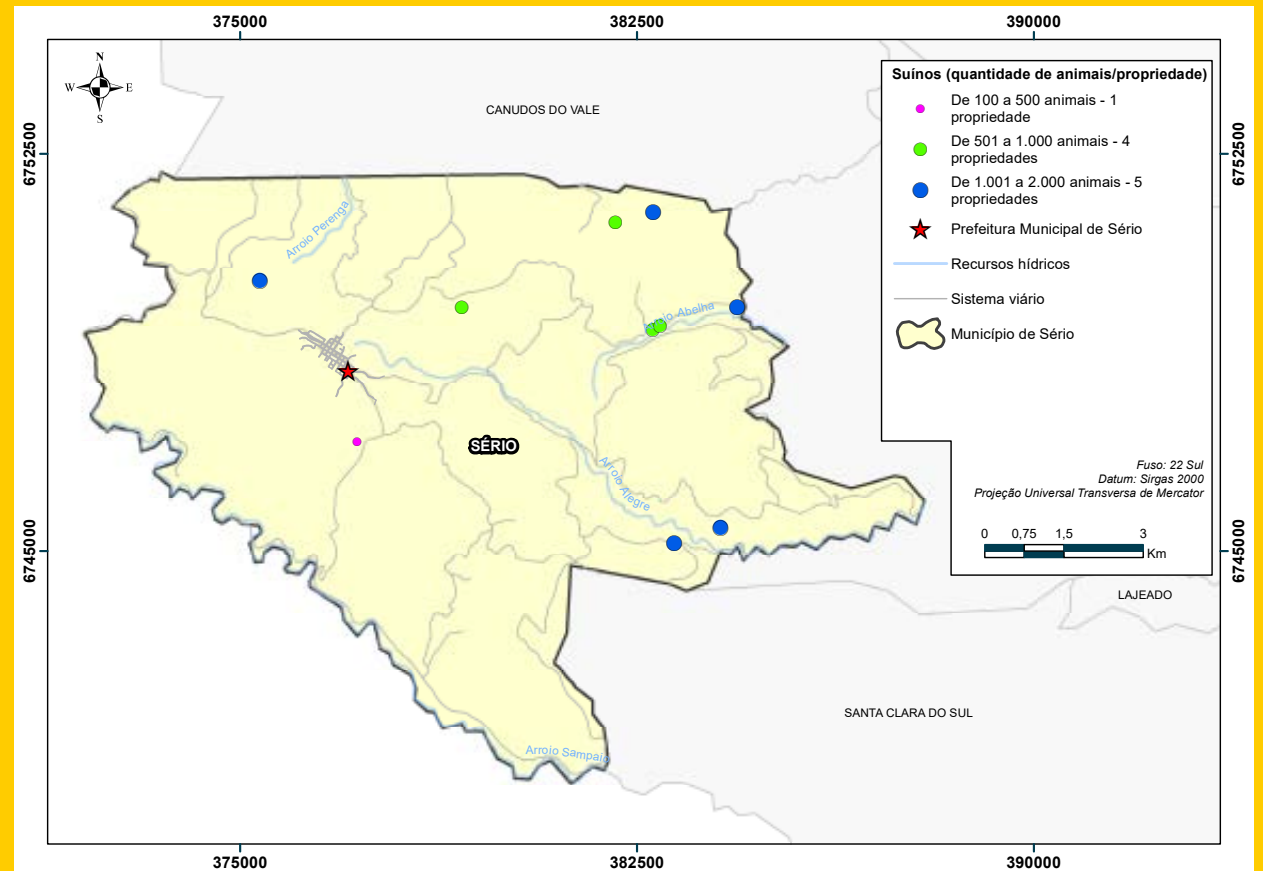 375000
382500
390000
N
W
E
S
Suínos (quantidade de animais/propriedade)
De 100 a 500 animais - 1
propriedade
De 501 a 1.000 animais - 4
propriedades
De 1.001 a 2.000 animais - 5
propriedades
Prefeitura Municipal de Sério
Recursos hídricos
Sistema viário
Município de Sério
CANUDOS DO VALE
6752500
6752500
Arroio Perenga
Arroio Abelha
SÉRIO
Arroio Alegre
Fuso: 22 Sul
Datum: Sirgas 2000
Projeção Universal Transversa de Mercator
0 0,75 1,5 3
Km
6745000
6745000
LAJEADO
SANTA CLARA DO SUL
Arroio Sampaio
375000
382500
390000